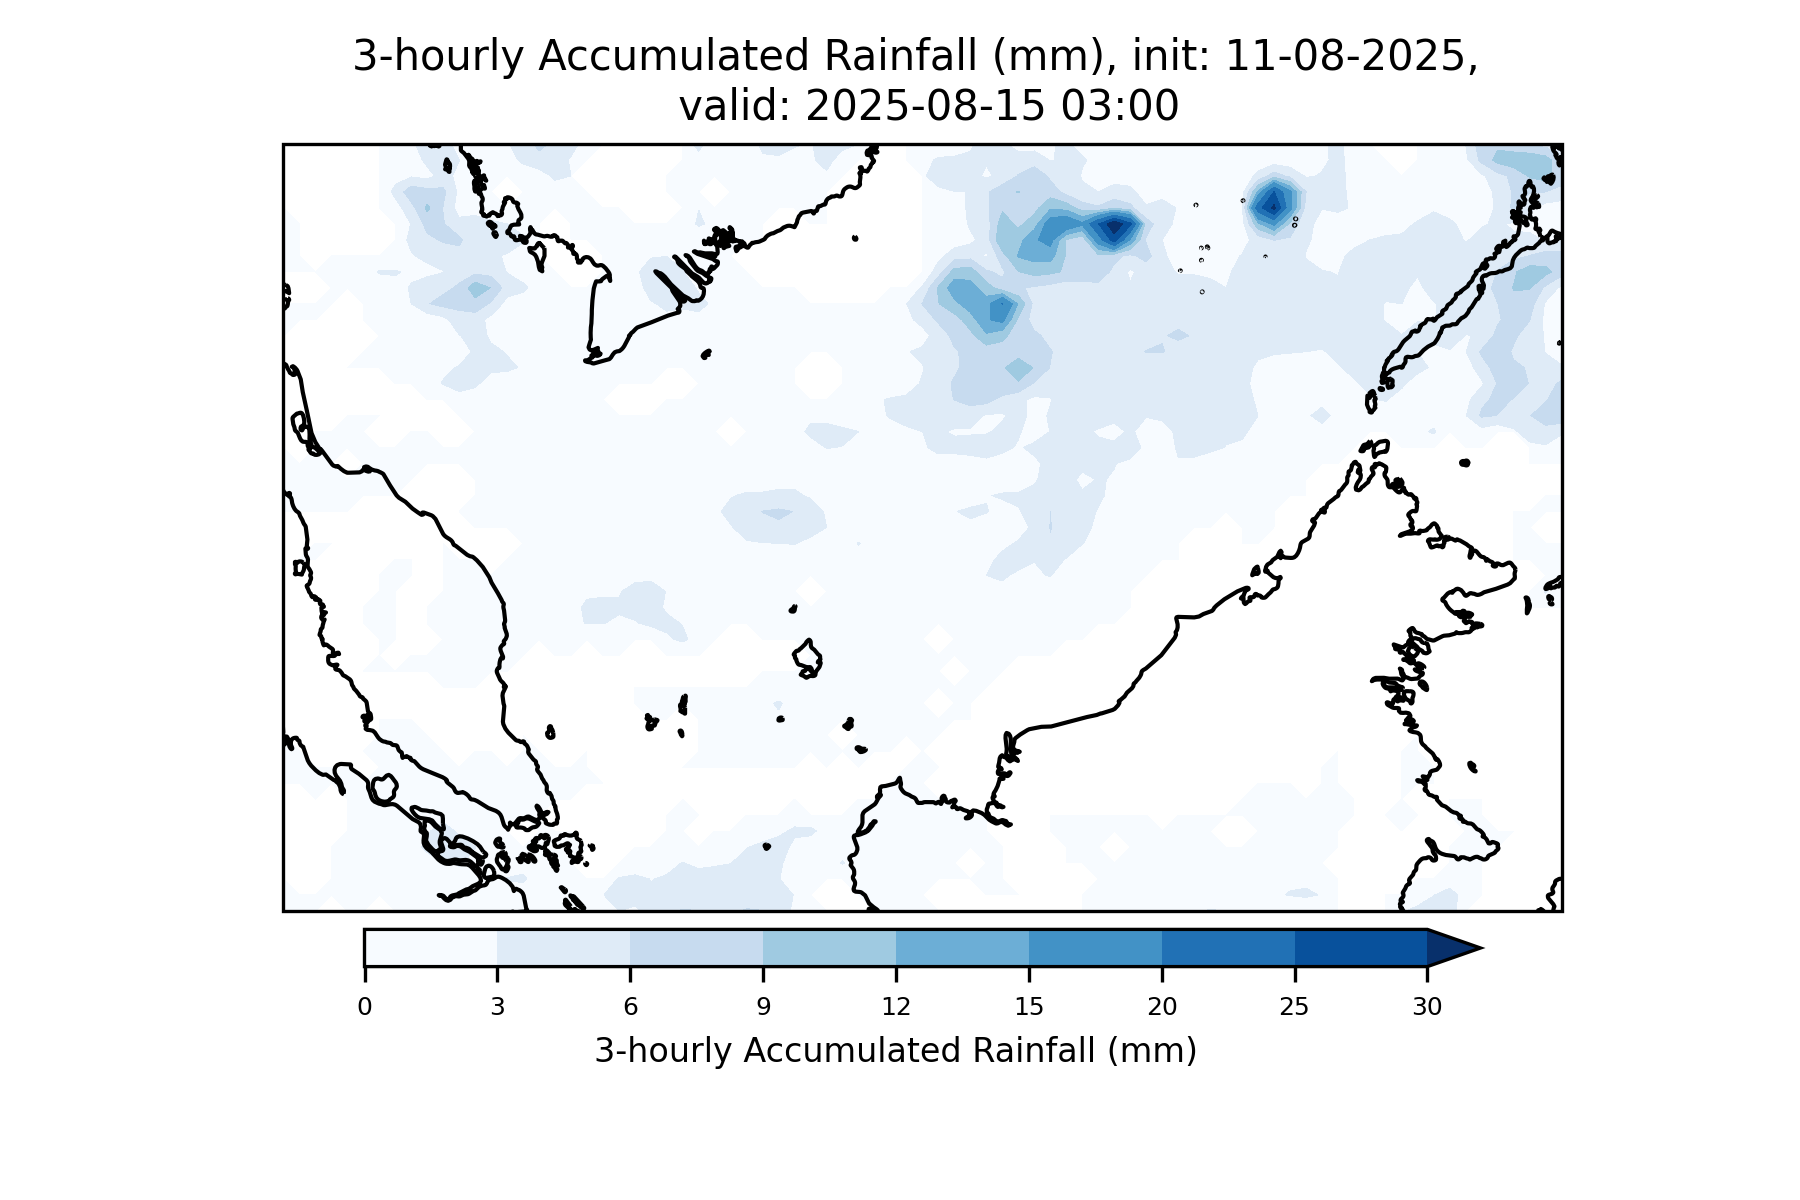 3-hourly Accumulated Rainfall (mm), init: 11-08-2025,
valid: 2025-08-15 03:00
0 3 6 9 12 15 20 25 30
3-hourly Accumulated Rainfall (mm)